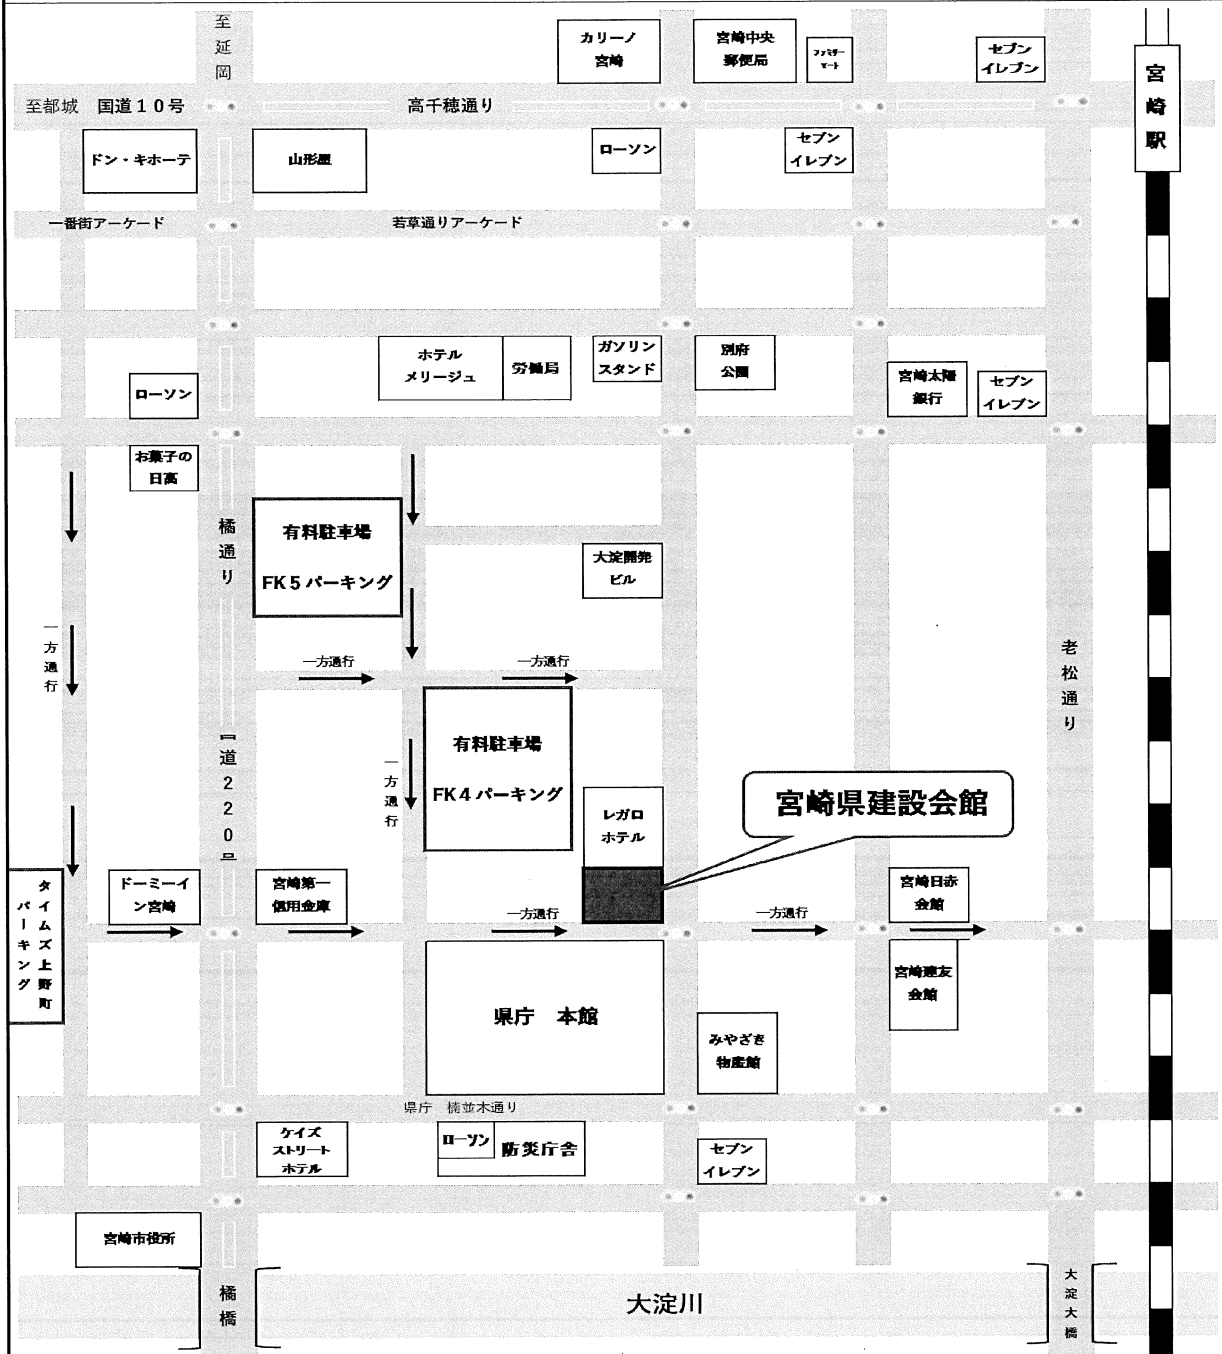 至延岡
カリーノ
宮崎
宮崎中央
郵便局
ファミリー
マート
セブン
イレブン
宮崎駅
至都城　国道１０号
高千穂通り
ドン・キホーテ
山形屋
ローソン
セブン
イレブン
一番街アーケード
若草通りアーケード
ホテル
メリージュ
労働局
ガソリン
スタンド
別府
公園
宮崎太陽
銀行
セブン
イレブン
ローソン
お菓子の
日高
橘通り
有料駐車場
FK５パーキング
大淀開発
ビル
一方通行
一方通行
一方通行
老松通り
国道２２０号
有料駐車場
FK４パーキング
一方通行
レガロ
ホテル
宮崎県建設会館
タイムズ上野町
パーキング
ドーミーイ
ン宮崎
宮崎第一
信用金庫
一方通行
一方通行
宮崎日赤
会館
宮崎建友
会館
県庁　本館
みやざき
物産館
県庁　楠並木通り
ケイズ
ストリート
ホテル
ローソン
防災庁舎
セブン
イレブン
宮崎市役所
橘橋
大淀川
大淀大橋